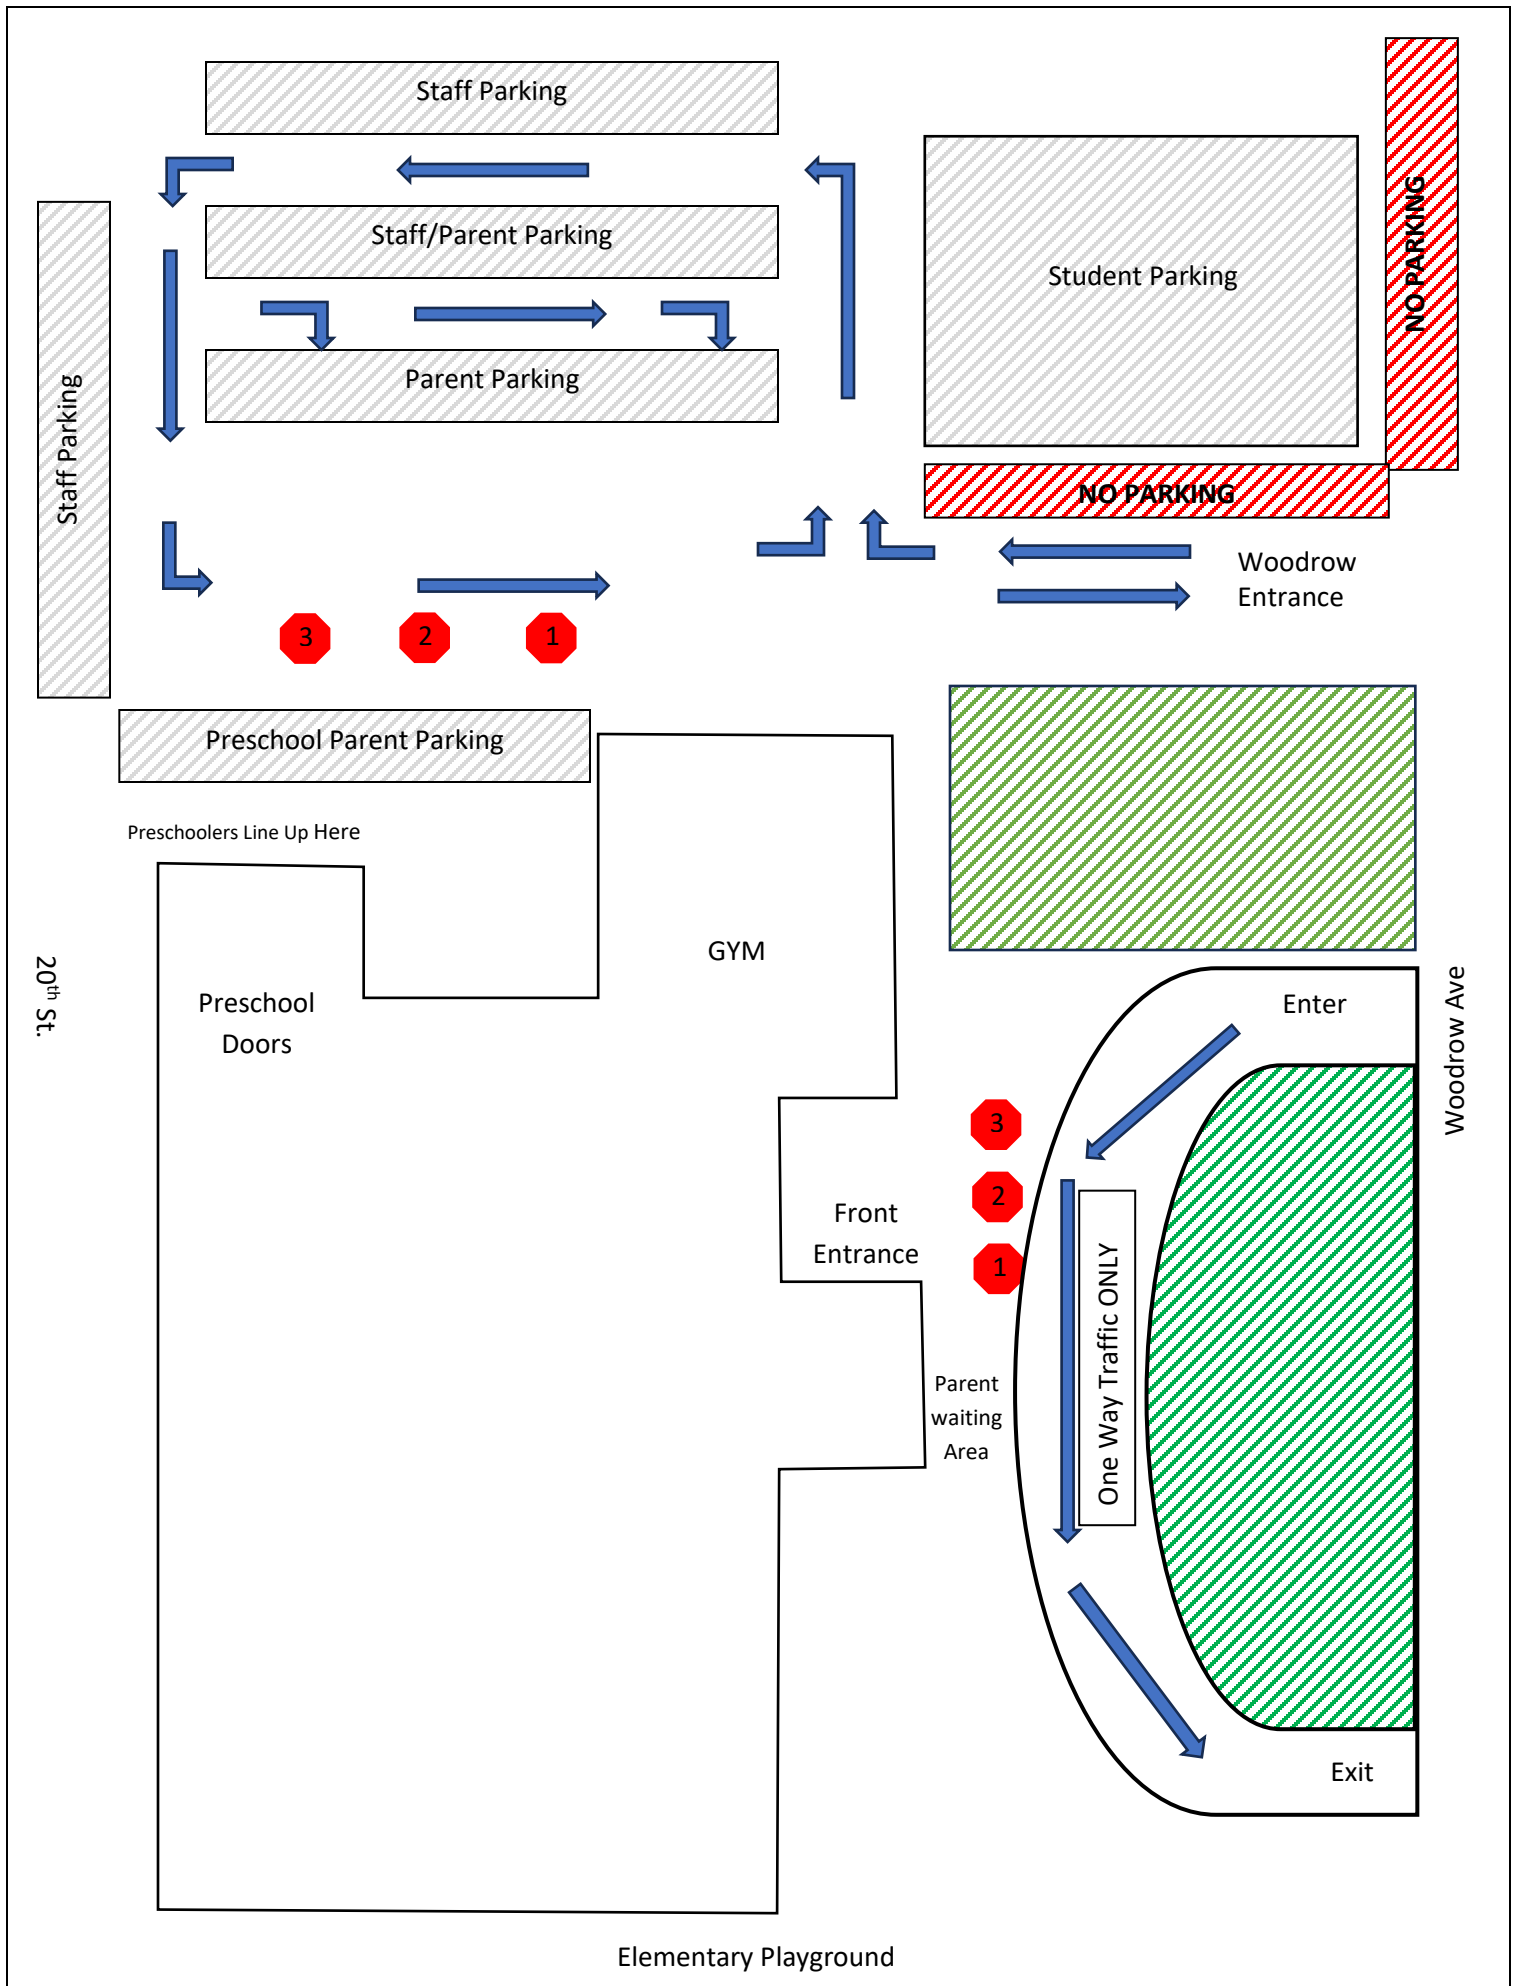 Staff Parking
Staff/Parent Parking
Student Parking
NO PARKING
Parent Parking
Staff Parking
NO PARKING
Woodrow
Entrance
3
2
1
Preschool Parent Parking
Preschoolers Line Up Here
GYM
20th St.
Preschool
Doors
Enter
Woodrow Ave
3
2
1
Front
Entrance
One Way Traffic ONLY
Parent
waiting
Area
Exit
Elementary Playground